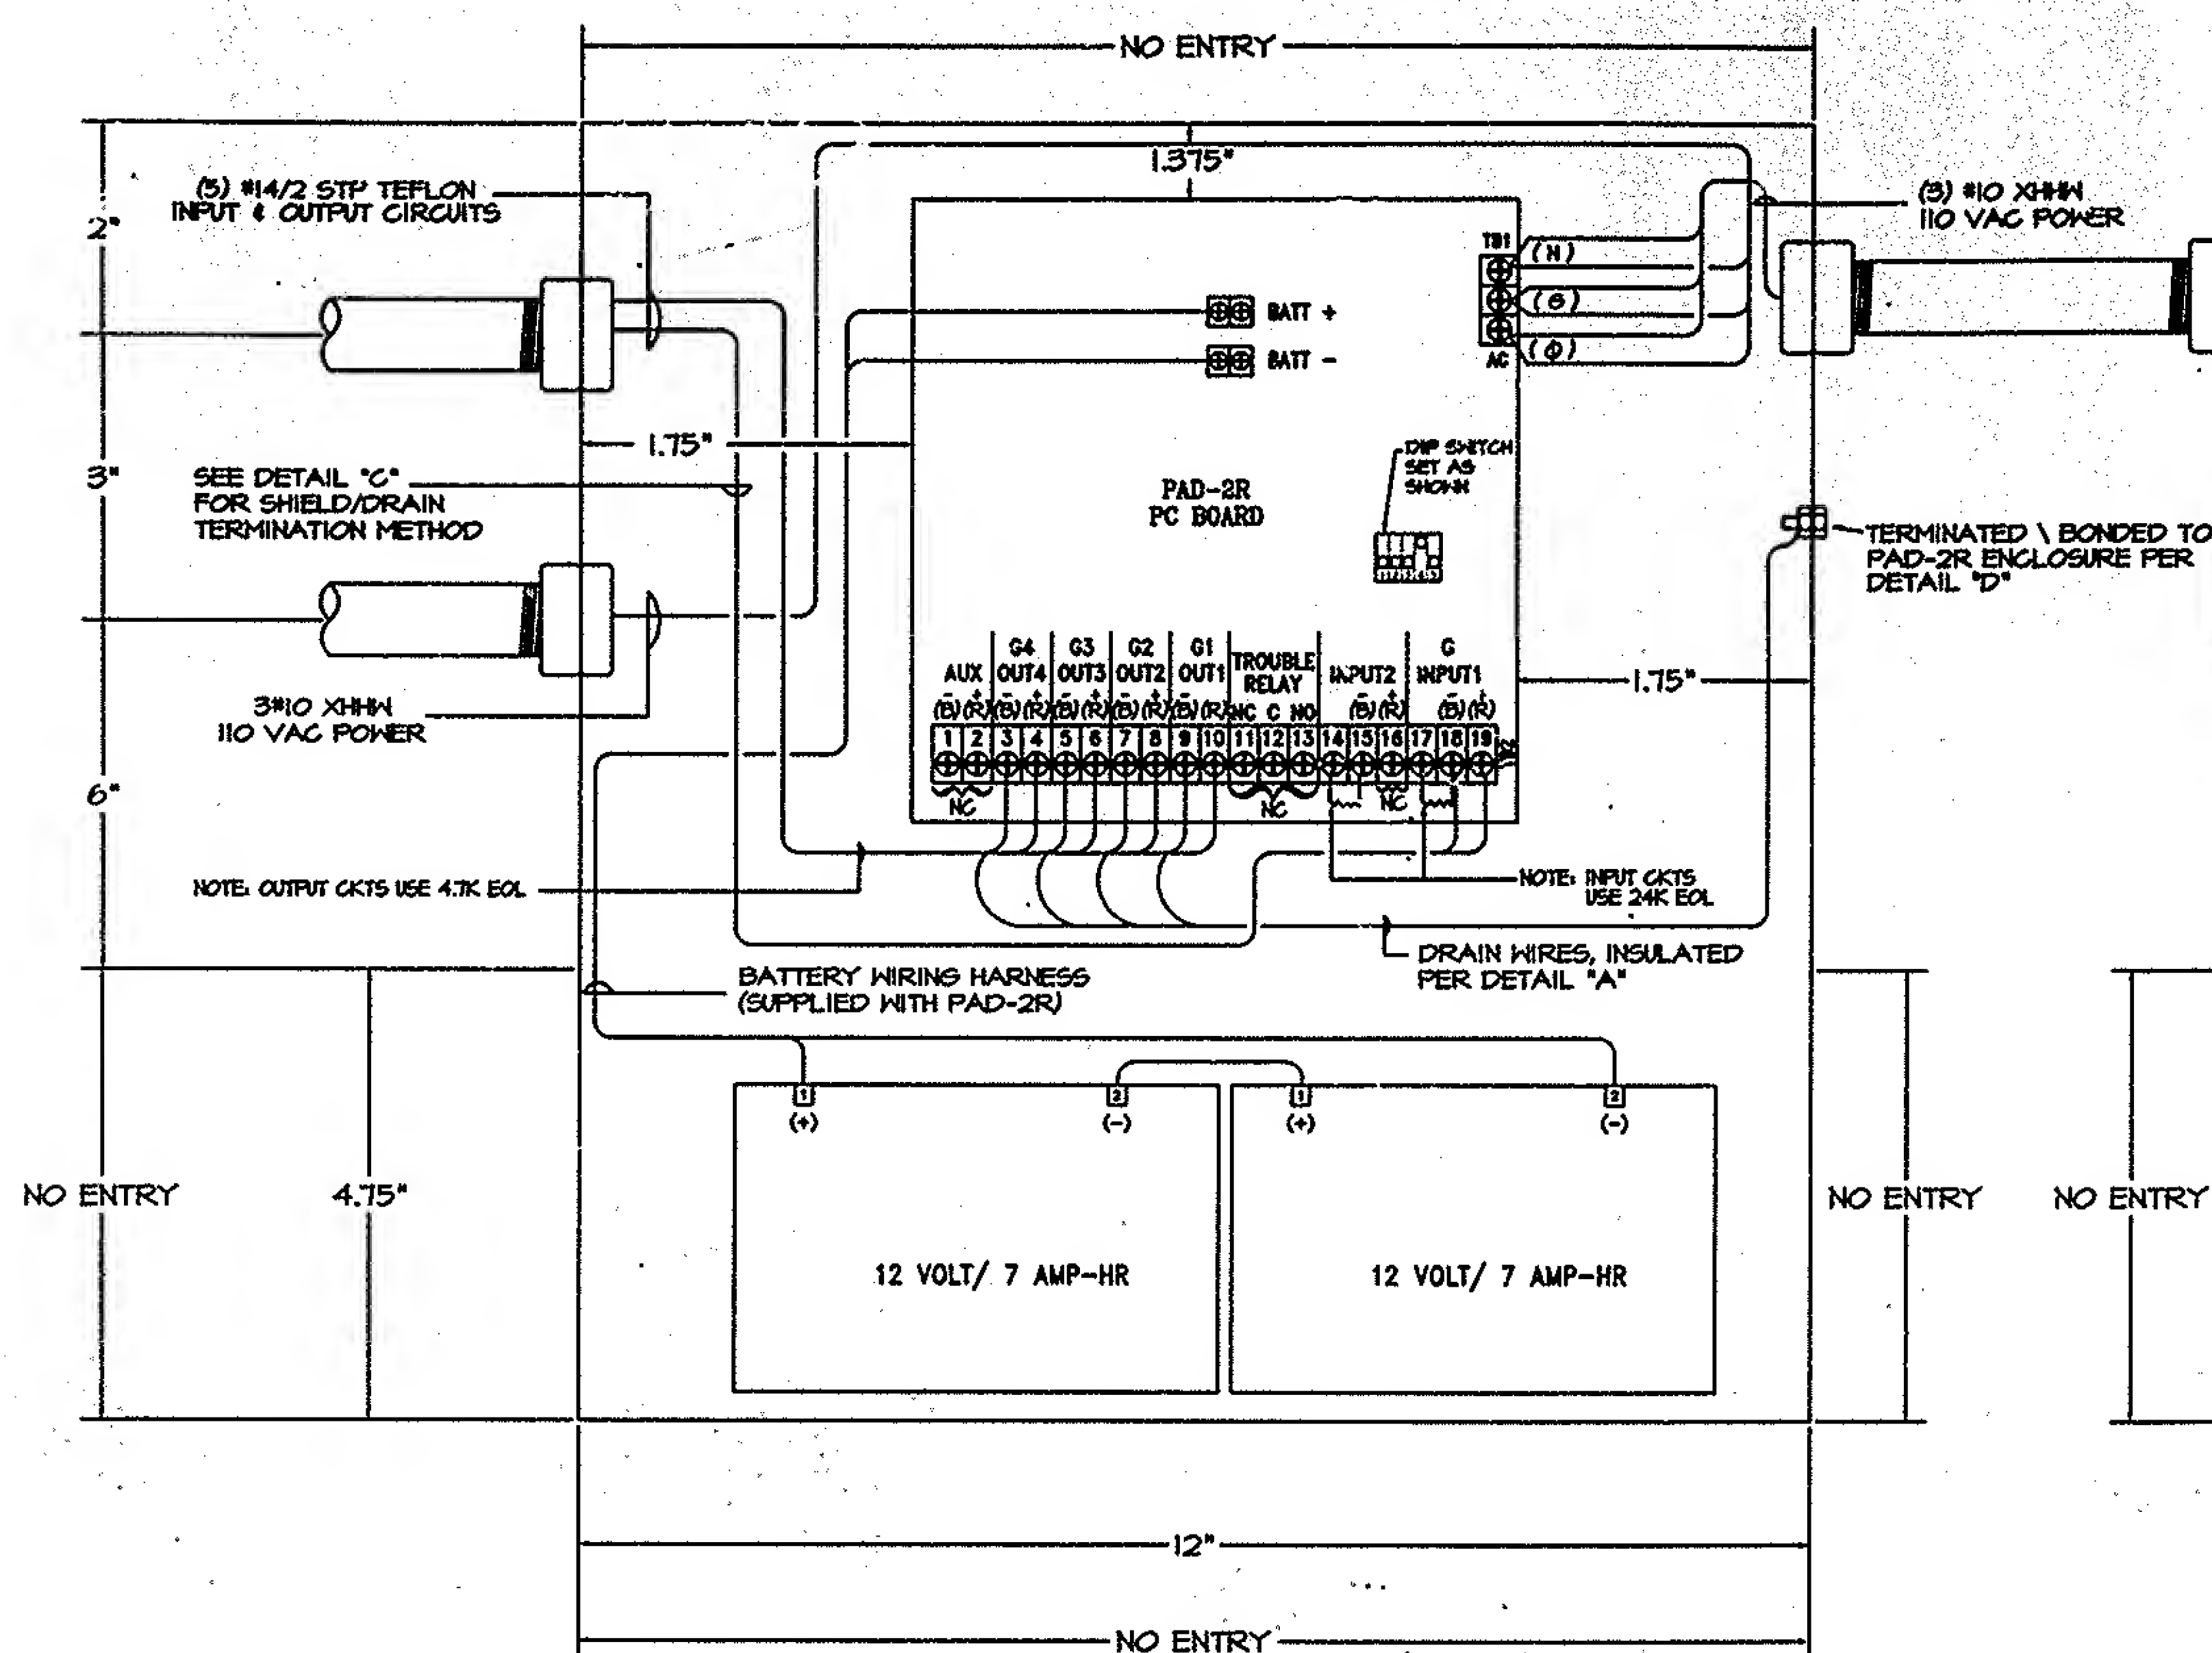 NO ENTRY
1.375"
(5) #14/2 STP TEFLON
INPUT & OUTPUT CIRCUITS
2"
(3) #10 XHHW
110 VAC POWER
TB1
(N)
(G)
(Φ)
AC
BATT +
BATT -
1.75"
3"
SEE DETAIL "C"
FOR SHIELD/DRAIN
TERMINATION METHOD
DIP SWITCH
SET AS
SHOWN
PAD-2R
PC BOARD
TERMINATED \ BONDED TO
PAD-2R ENCLOSURE PER
DETAIL "D"
G4 G3 G2 G1 G
AUX OUT4 OUT3 OUT2 OUT1 TROUBLE RELAY INPUT2 INPUT1
- + - + - + - + - - + - +
(B)(R)(B)(R)(B)(R)(B)(R)(B)(R) NC C NO (B)(R) (B)(R)
1 2 3 4 5 6 7 8 9 10 11 12 13 14 15 16 17 18 19
NC NC NC
1.75"
3#10 XHHW
110 VAC POWER
6"
NOTE: OUTPUT CKTS USE 4.7K EOL
NOTE: INPUT CKTS
USE 24K EOL
DRAIN WIRES, INSULATED
PER DETAIL "A"
BATTERY WIRING HARNESS
(SUPPLIED WITH PAD-2R)
1 2 1 2
(+) (-) (+) (-)
NO ENTRY 4.75" NO ENTRY NO ENTRY
12 VOLT/ 7 AMP-HR 12 VOLT/ 7 AMP-HR
12"
NO ENTRY